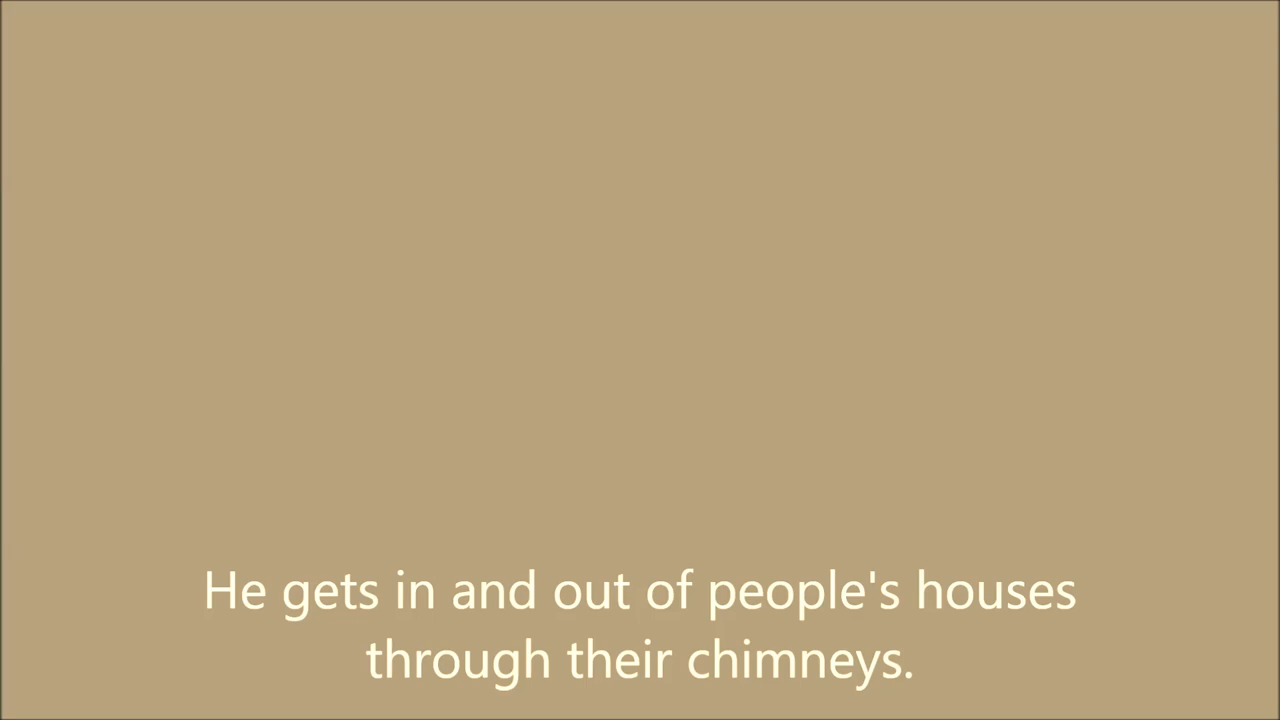 He gets in and out of people's houses
through their chimneys.